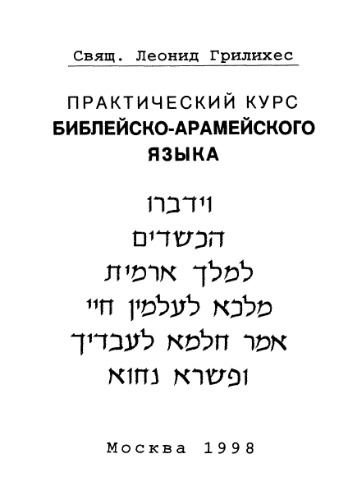 Свящ. Леонид Грилихес
ПРАКТИЧЕСКИЙ КУРС
БИБЛЕЙСКО-АРАМЕЙСКОГО
ЯЗЫКА
וידברו
הכשדים
למלך ארמית
מלכא לעלמין חיי
אמר חלמא לעבדיך
ופשרא נחוא
Москва 1998